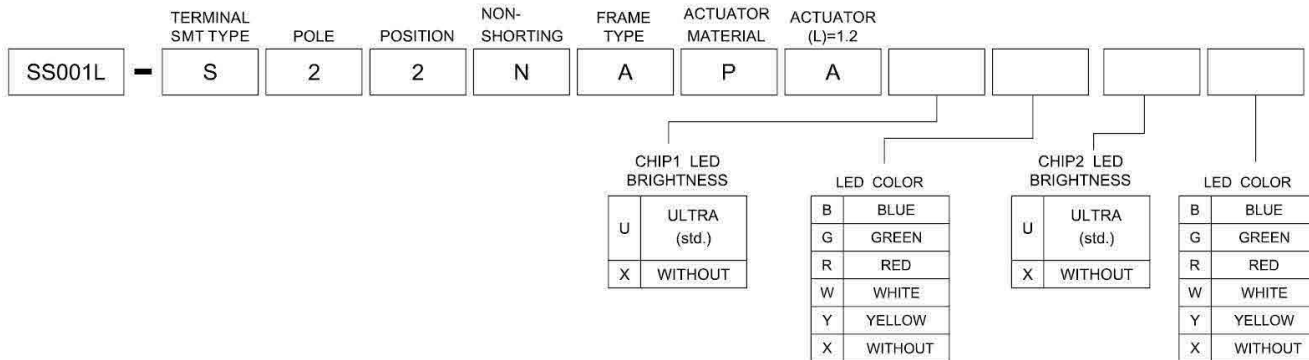 TERMINAL
SMT TYPE
POLE
POSITION
NON-
SHORTING
FRAME
TYPE
ACTUATOR
MATERIAL
ACTUATOR
(L)=1.2
SS001L - S 2 2 N A P A
CHIP1 LED
BRIGHTNESS
U ULTRA
(std.)
X WITHOUT
LED COLOR
B BLUE
G GREEN
R RED
W WHITE
Y YELLOW
X WITHOUT
CHIP2 LED
BRIGHTNESS
U ULTRA
(std.)
X WITHOUT
LED COLOR
B BLUE
G GREEN
R RED
W WHITE
Y YELLOW
X WITHOUT